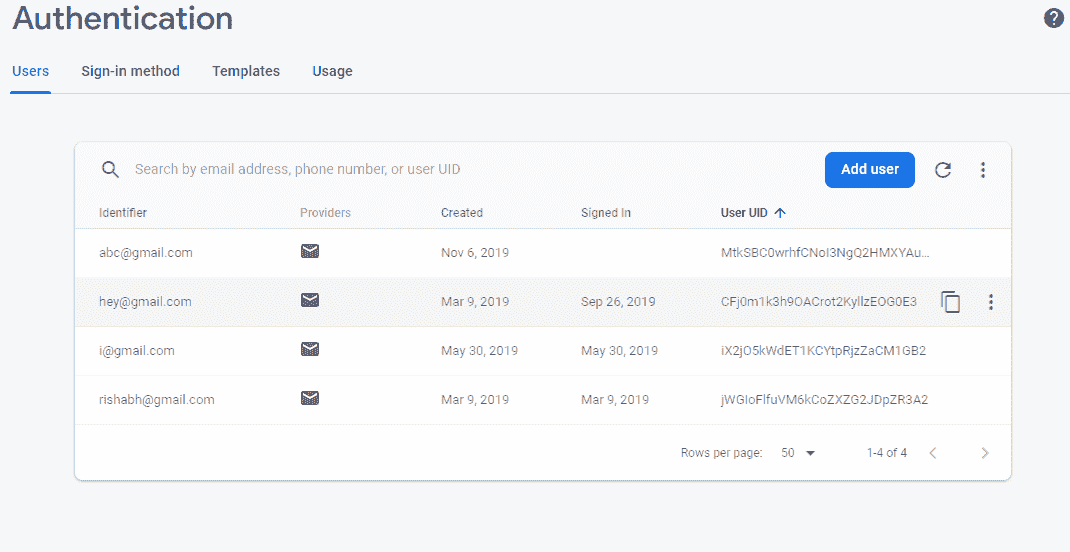 Authentication
Users Sign-in method Templates Usage
Search by email address, phone number, or user UID Add user
Identifier Providers Created Signed In User UID
abc@gmail.com Nov 6, 2019 MtkSBC0wrhfCNoI3NgQ2HMXYAu...
hey@gmail.com Mar 9, 2019 Sep 26, 2019 CFj0m1k3h9OACrot2KyllzEOG0E3
i@gmail.com May 30, 2019 May 30, 2019 iX2jO5kWdET1KCYtpRjzZaCM1GB2
rishabh@gmail.com Mar 9, 2019 Mar 9, 2019 jWGIoFlfuVM6kCoZXZG2JDpZR3A2
Rows per page: 50 1-4 of 4